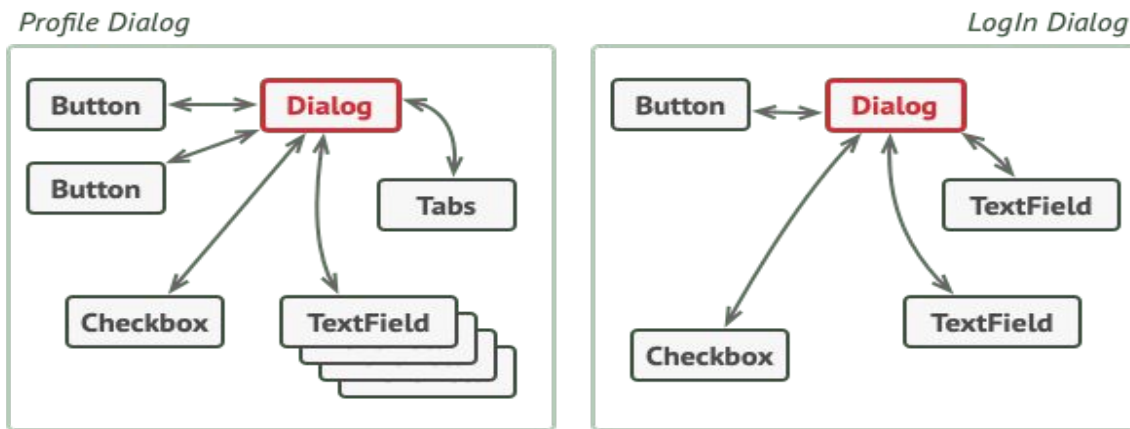 Profile Dialog
Button
Dialog
Button
Tabs
Checkbox
TextField
LogIn Dialog
Button
Dialog
TextField
TextField
Checkbox